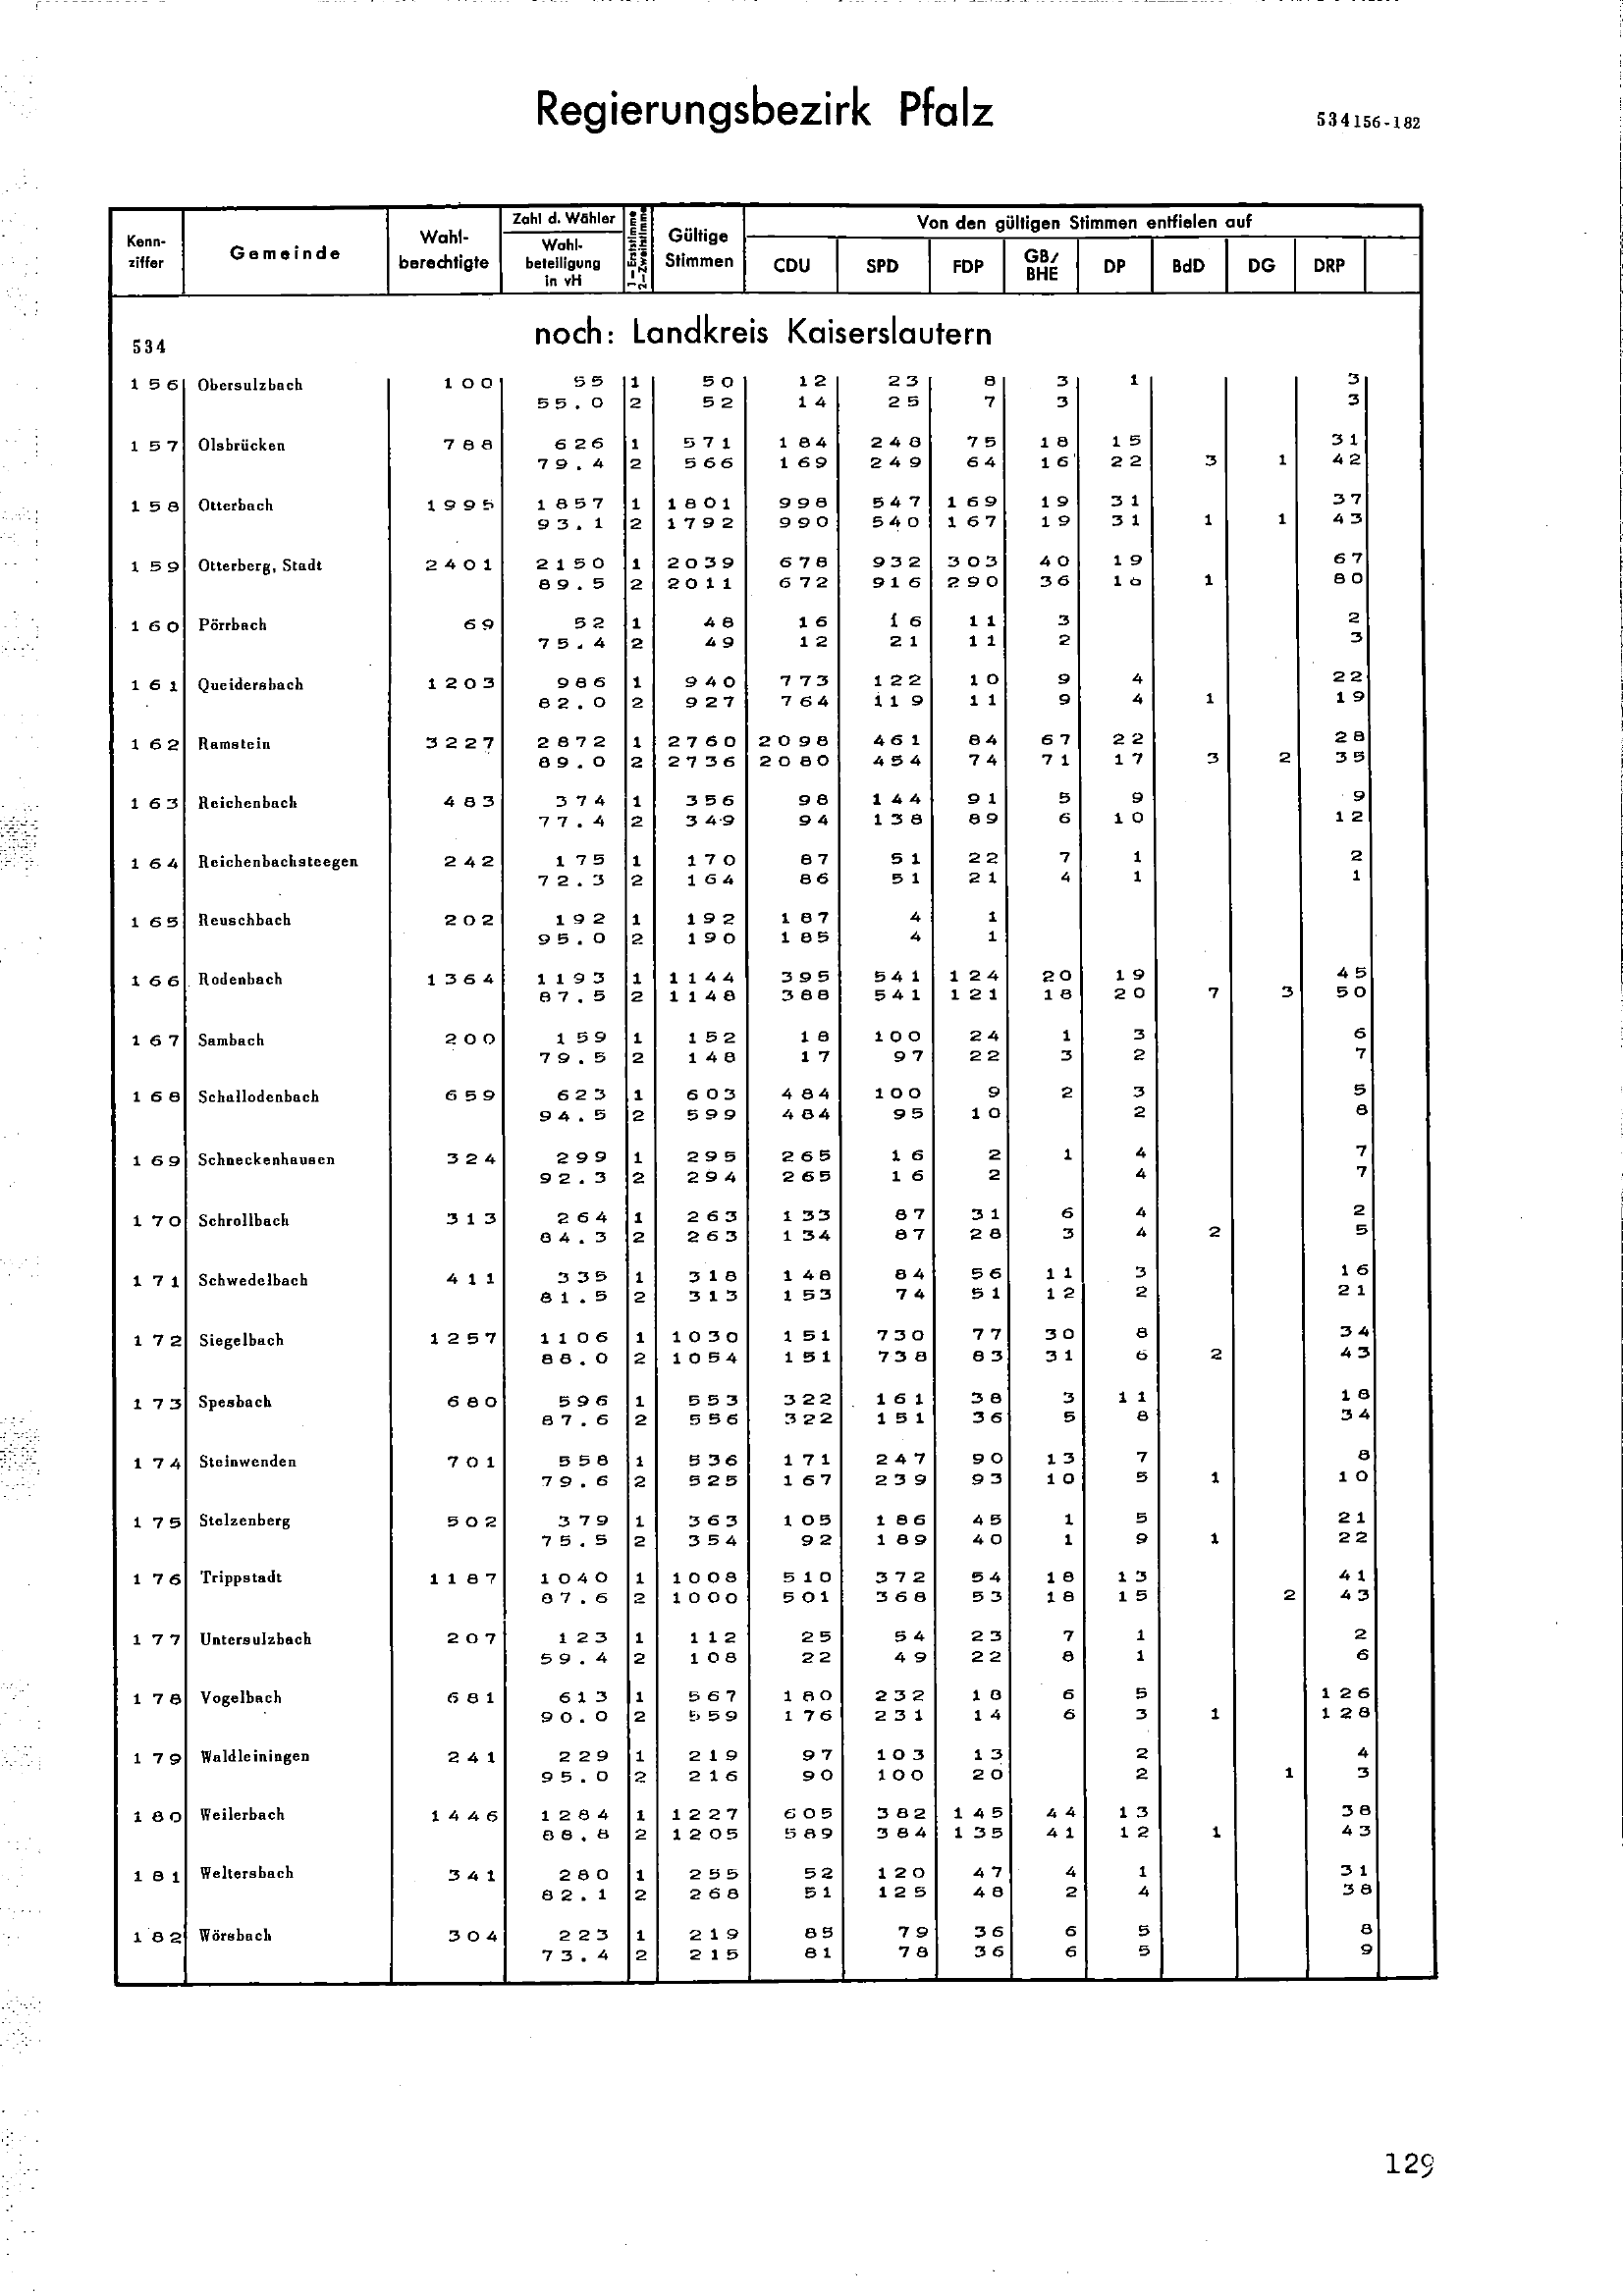 Regierungsbezirk Pfalz
534156-182
Kenn-ziffer Gemeinde Wahl-berechtigte Zahl d. Wähler Wahl-beteiligung in vH 1=Erststimme 2=Zweitstimme Gültige Stimmen Von den gültigen Stimmen entfielen auf
CDU SPD FDP GB/BHE DP BdD DG DRP
534 noch: Landkreis Kaiserslautern
156 Obersulzbach 100 55 1 50 12 23 8 3 1 3
55.0 2 52 14 25 7 3 3
157 Olsbrücken 788 626 1 571 184 248 75 18 15 31
79.4 2 566 169 249 64 16 22 3 1 42
158 Otterbach 1995 1857 1 1801 998 547 169 19 31 37
93.1 2 1792 990 540 167 19 31 1 1 43
159 Otterberg, Stadt 2401 2150 1 2039 678 932 303 40 19 67
89.5 2 2011 672 916 290 36 16 1 80
160 Pörrbach 69 52 1 48 16 16 11 3 2
75.4 2 49 12 21 11 2 3
161 Queidersbach 1203 986 1 940 773 122 10 9 4 22
82.0 2 927 764 119 11 9 4 1 19
162 Ramstein 3227 2872 1 2760 2098 461 84 67 22 28
89.0 2 2736 2080 454 74 71 17 3 2 35
163 Reichenbach 483 374 1 356 98 144 91 5 9 9
77.4 2 349 94 138 89 6 10 12
164 Reichenbachsteegen 242 175 1 170 87 51 22 7 1 2
72.3 2 164 86 51 21 4 1 1
165 Reuschbach 202 192 1 192 187 4 1
95.0 2 190 185 4 1
166 Rodenbach 1364 1193 1 1144 395 541 124 20 19 45
87.5 2 1148 388 541 121 18 20 7 3 50
167 Sambach 200 159 1 152 18 100 24 1 3 6
79.5 2 148 17 97 22 3 2 7
168 Schallodenbach 659 623 1 603 484 100 9 2 3 5
94.5 2 599 484 95 10 2 8
169 Schneckenhausen 324 299 1 295 265 16 2 1 4 7
92.3 2 294 265 16 2 4 7
170 Schrollbach 313 264 1 263 133 87 31 6 4 2
84.3 2 263 134 87 28 3 4 2 5
171 Schwedelbach 411 335 1 318 148 84 56 11 3 16
81.5 2 313 153 74 51 12 2 21
172 Siegelbach 1257 1106 1 1030 151 730 77 30 8 34
88.0 2 1054 151 738 83 31 6 2 43
173 Spesbach 680 596 1 553 322 161 38 3 11 18
87.6 2 556 322 151 36 5 8 34
174 Steinwenden 701 558 1 536 171 247 90 13 7 8
79.6 2 525 167 239 93 10 5 1 10
175 Stelzenberg 502 379 1 363 105 186 45 1 5 21
75.5 2 354 92 189 40 1 9 1 22
176 Trippstadt 1187 1040 1 1008 510 372 54 18 13 41
87.6 2 1000 501 368 53 18 15 2 43
177 Untersulzbach 207 123 1 112 25 54 23 7 1 2
59.4 2 108 22 49 22 8 1 6
178 Vogelbach 681 613 1 567 180 232 18 6 5 126
90.0 2 559 176 231 14 6 3 1 128
179 Waldleiningen 241 229 1 219 97 103 13 2 4
95.0 2 216 90 100 20 2 1 3
180 Weilerbach 1446 1284 1 1227 605 382 145 44 13 38
88.8 2 1205 589 384 135 41 12 1 43
181 Weltersbach 341 280 1 255 52 120 47 4 1 31
82.1 2 268 51 125 48 2 4 38
182 Wörsbach 304 223 1 219 85 79 36 6 5 8
73.4 2 215 81 78 36 6 5 9
129